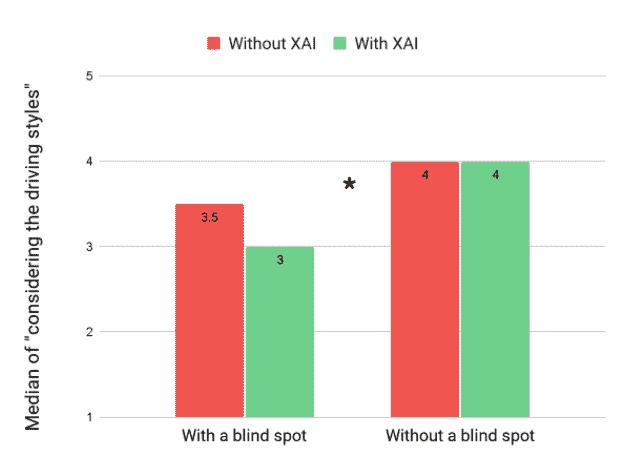 Without XAI With XAI
Median of "considering the driving styles"
5
4
3
2
1
3.5
3
*
4
4
With a blind spot
Without a blind spot